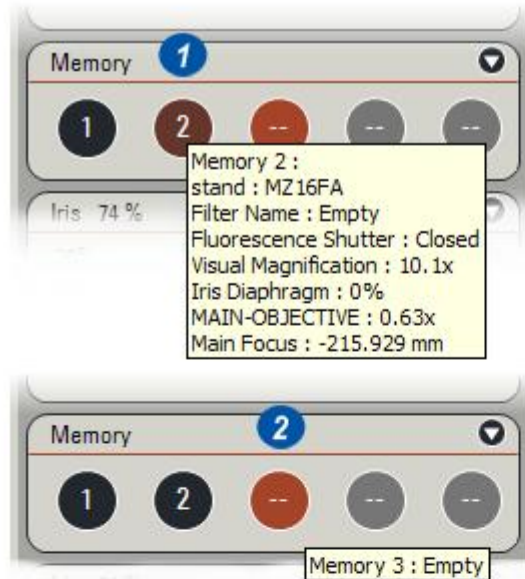 Memory 1
1 2 -- -- --
Memory 2 :
stand : MZ16FA
Iris 74 %
Filter Name : Empty
Fluorescence Shutter : Closed
Visual Magnification : 10.1x
Iris Diaphragm : 0%
MAIN-OBJECTIVE : 0.63x
Main Focus : -215.929 mm
Memory 2
1 2 -- -- --
Memory 3 : Empty